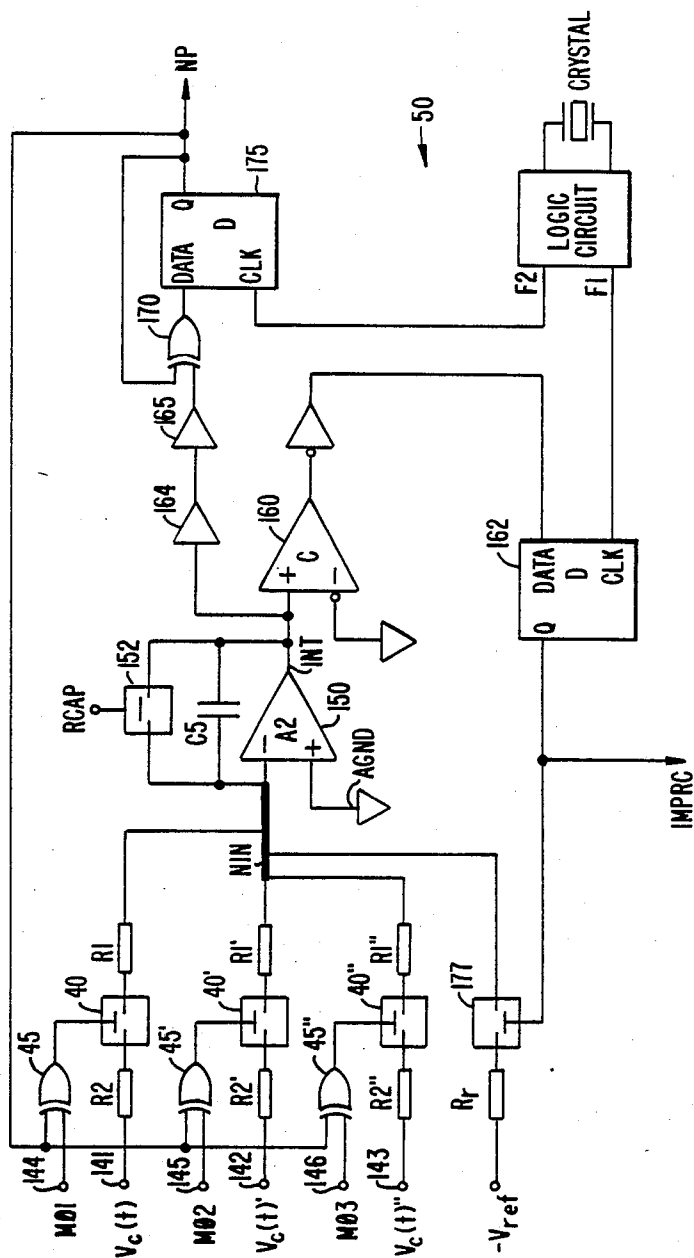 144
45
M01
141
R2
40
R1
Vc(t)
145
45'
M02
142
R2'
40'
R1'
Vc(t)'
146
45"
M03
143
R2"
40"
R1"
Vc(t)"
Rr
177
-Vref
NIN
RCAP
152
C5
A2
150
AGND
INT
164
165
170
160
C
+
-
-
+
DATA
Q
D
CLK
175
NP
50
162
Q
DATA
D
CLK
IMPRC
F2
F1
LOGIC
CIRCUIT
CRYSTAL